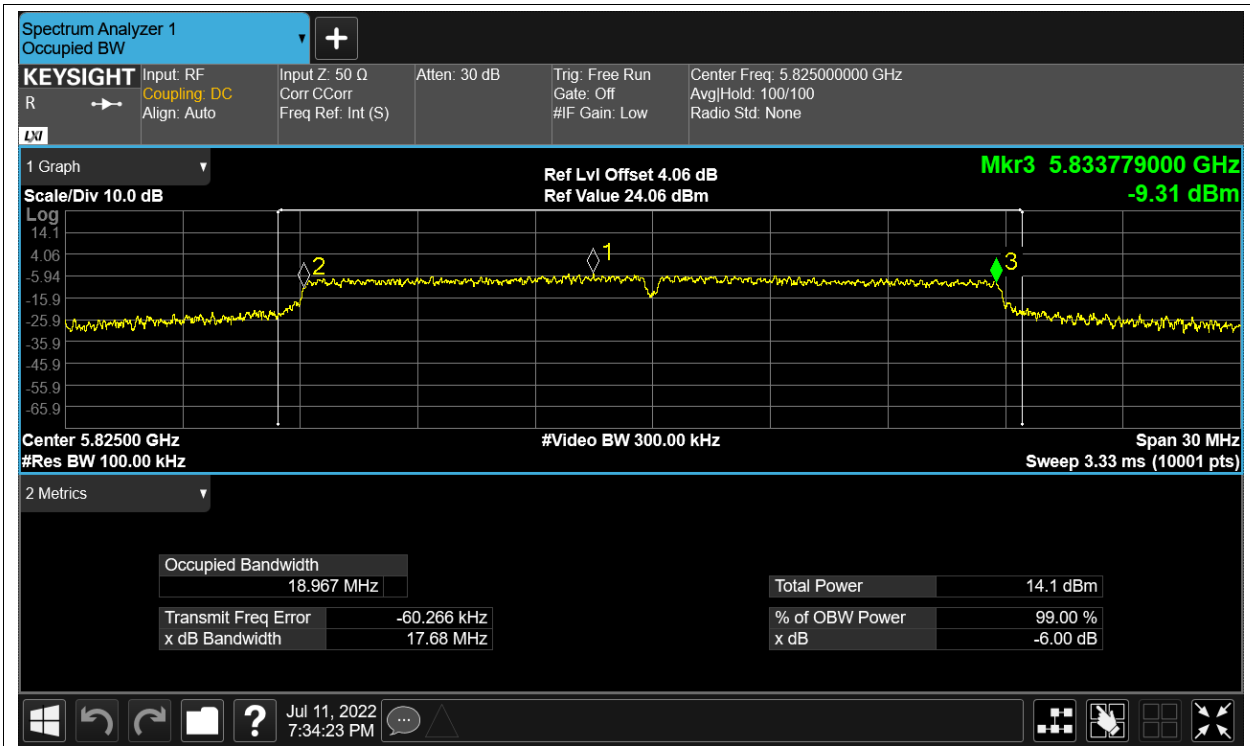 Spectrum Analyzer 1
Occupied BW
+
KEYSIGHT
R
LXI
Input: RF
Coupling: DC
Align: Auto
Input Z: 50 Ω
Corr CCorr
Freq Ref: Int (S)
Atten: 30 dB
Trig: Free Run
Gate: Off
#IF Gain: Low
Center Freq: 5.825000000 GHz
Avg|Hold: 100/100
Radio Std: None
1 Graph
Scale/Div 10.0 dB
Ref Lvl Offset 4.06 dB
Ref Value 24.06 dBm
Mkr3 5.833779000 GHz
-9.31 dBm
Log
14.1
4.06
-5.94
-15.9
-25.9
-35.9
-45.9
-55.9
-65.9
2
1
3
Center 5.82500 GHz
#Res BW 100.00 kHz
#Video BW 300.00 kHz
Span 30 MHz
Sweep 3.33 ms (10001 pts)
2 Metrics
Occupied Bandwidth
18.967 MHz
Transmit Freq Error -60.266 kHz
x dB Bandwidth 17.68 MHz
Total Power 14.1 dBm
% of OBW Power 99.00 %
x dB -6.00 dB
?
Jul 11, 2022
7:34:23 PM